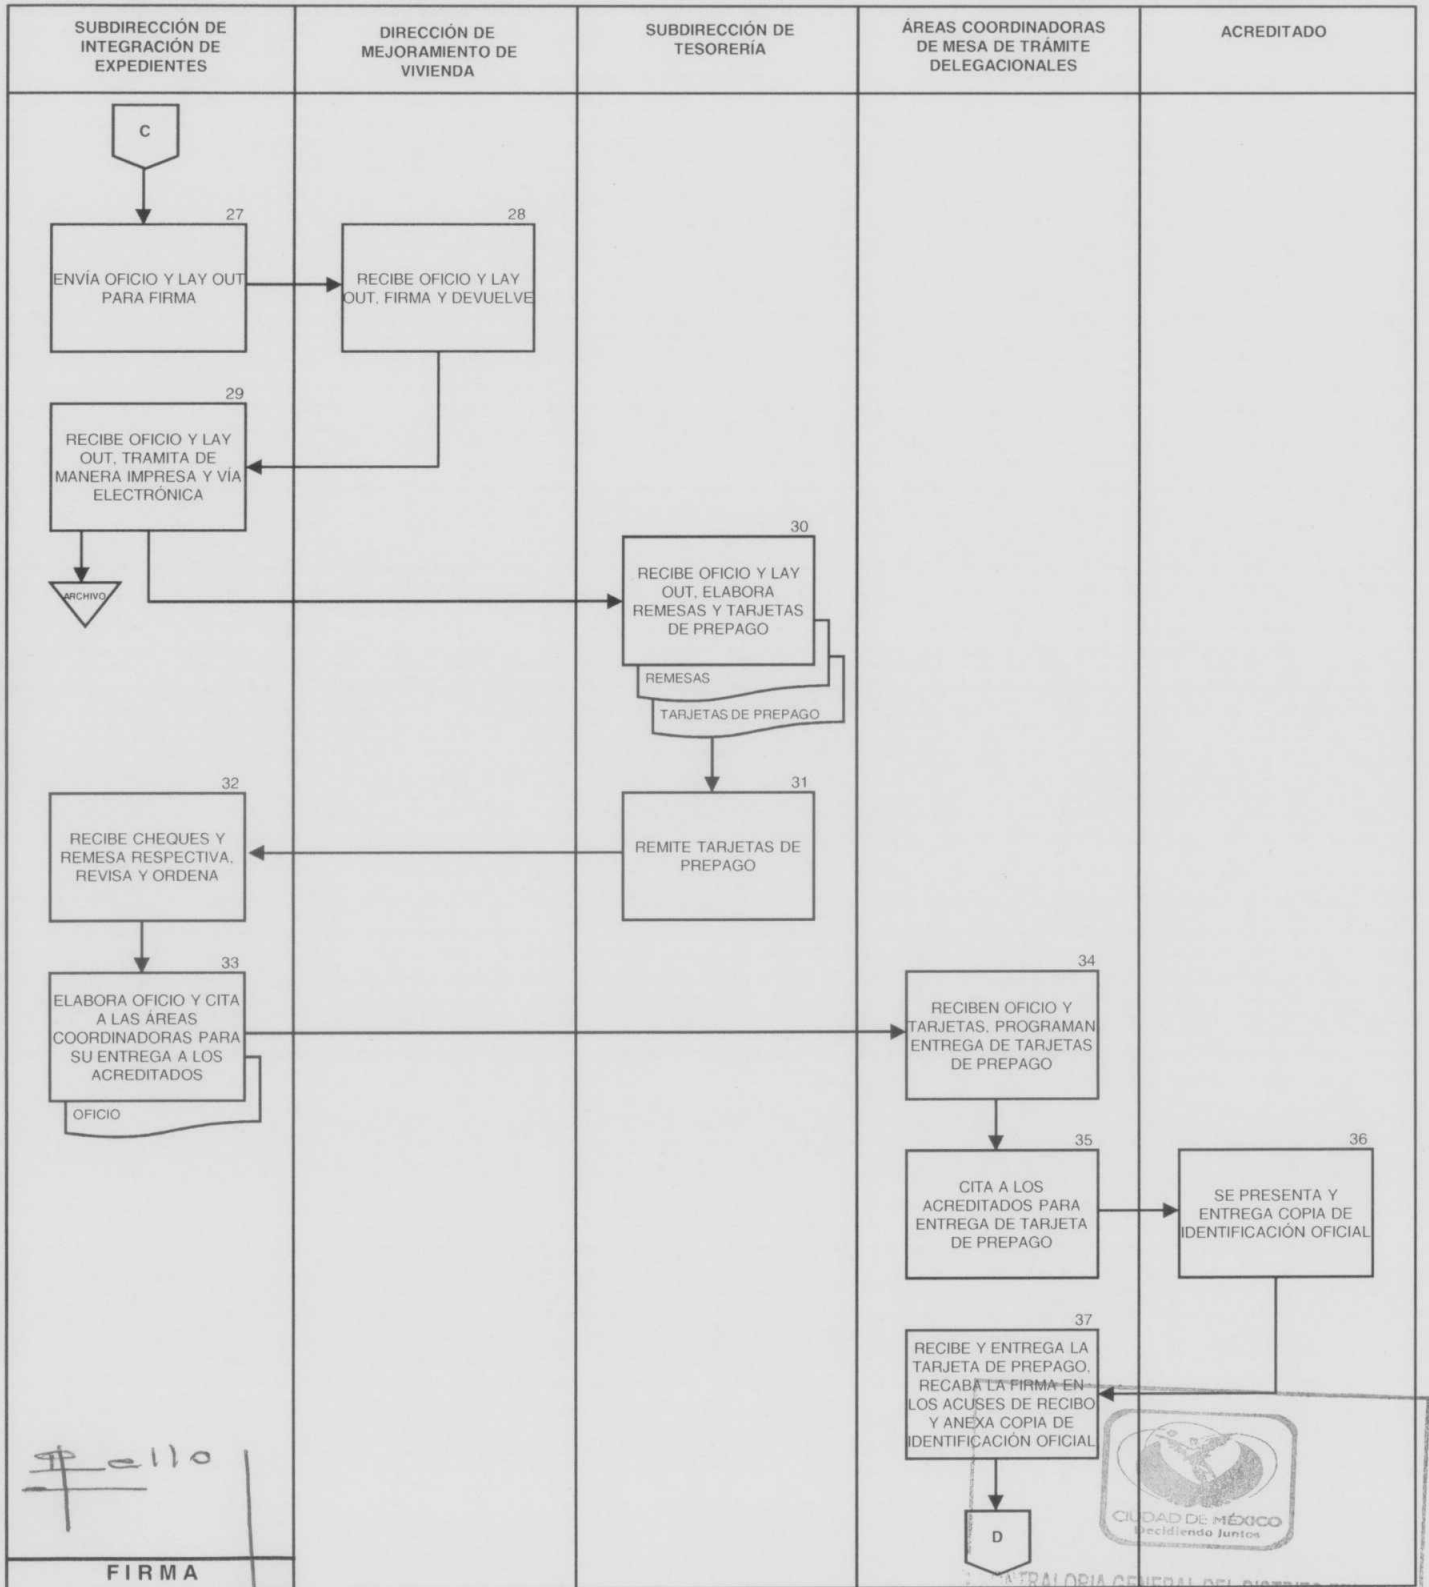 SUBDIRECCIÓN DE
INTEGRACIÓN DE
EXPEDIENTES
DIRECCIÓN DE
MEJORAMIENTO DE
VIVIENDA
SUBDIRECCIÓN DE
TESORERÍA
ÁREAS COORDINADORAS
DE MESA DE TRÁMITE
DELEGACIONALES
ACREDITADO
C
27
ENVÍA OFICIO Y LAY OUT
PARA FIRMA
28
RECIBE OFICIO Y LAY
OUT, FIRMA Y DEVUELVE
29
RECIBE OFICIO Y LAY
OUT, TRAMITA DE
MANERA IMPRESA Y VÍA
ELECTRÓNICA
ARCHIVO
30
RECIBE OFICIO Y LAY
OUT, ELABORA
REMESAS Y TARJETAS
DE PREPAGO
REMESAS
TARJETAS DE PREPAGO
31
REMITE TARJETAS DE
PREPAGO
32
RECIBE CHEQUES Y
REMESA RESPECTIVA,
REVISA Y ORDENA
33
ELABORA OFICIO Y CITA
A LAS ÁREAS
COORDINADORAS PARA
SU ENTREGA A LOS
ACREDITADOS
OFICIO
34
RECIBEN OFICIO Y
TARJETAS, PROGRAMAN
ENTREGA DE TARJETAS
DE PREPAGO
35
CITA A LOS
ACREDITADOS PARA
ENTREGA DE TARJETA
DE PREPAGO
36
SE PRESENTA Y
ENTREGA COPIA DE
IDENTIFICACIÓN OFICIAL
37
RECIBE Y ENTREGA LA
TARJETA DE PREPAGO,
RECABA LA FIRMA EN
LOS ACUSES DE RECIBO
Y ANEXA COPIA DE
IDENTIFICACIÓN OFICIAL
D
CIUDAD DE MÉXICO
Decidiendo Juntos
GENERAL DEL
FIRMA